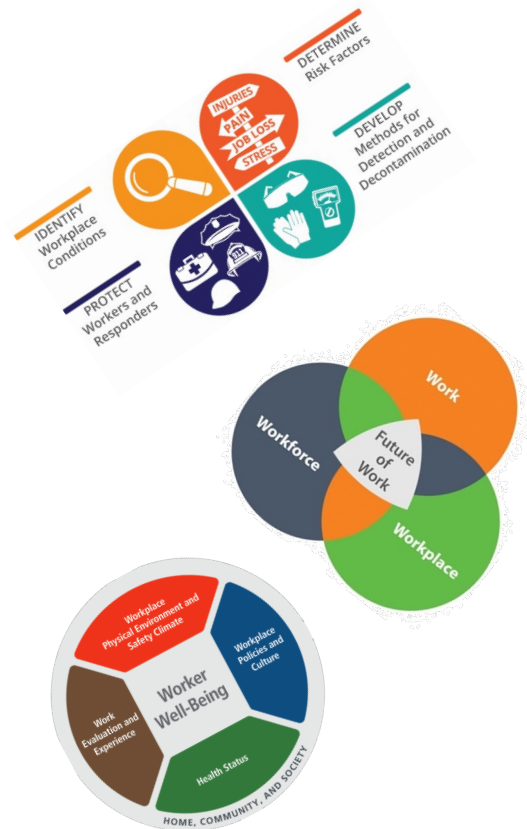 DETERMINE
Risk Factors
INJURIES
PAIN
JOB LOSS
STRESS
DEVELOP
Methods for
Detection and
Decontamination
IDENTIFY
Workplace
Conditions
PROTECT
Workers and
Responders
911
Work
Workforce
Future
of
Work
Workplace
Workplace
Physical Environment and
Safety Climate
Workplace
Policies and
Culture
Worker
Well-Being
Work
Evaluation and
Experience
Health Status
HOME, COMMUNITY, AND SOCIETY